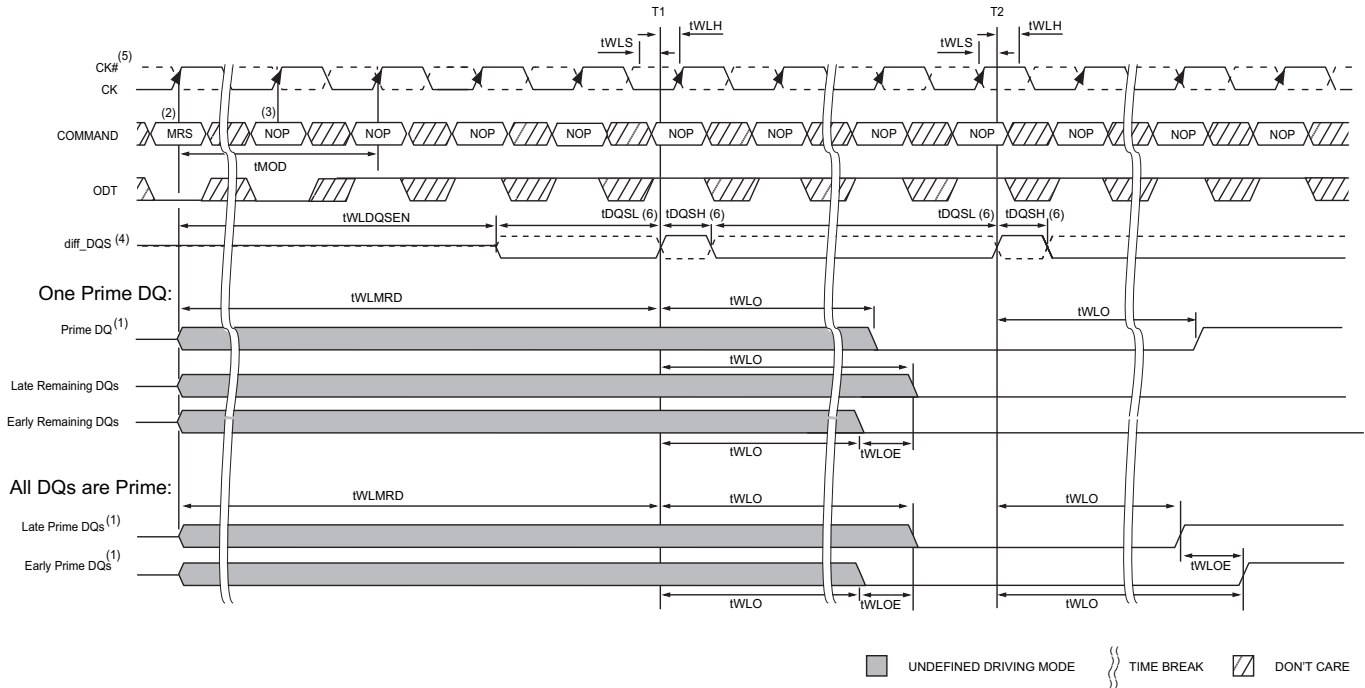 T1 T2
tWLH tWLH
tWLS tWLS
CK# (5)
CK
(2) (3)
COMMAND MRS NOP NOP NOP NOP NOP NOP NOP NOP NOP NOP NOP
tMOD
ODT
tWLDQSEN tDQSL (6) tDQSH (6) tDQSL (6) tDQSH (6)
diff_DQS (4)
One Prime DQ:
tWLMRD tWLO tWLO
Prime DQ (1)
tWLO
Late Remaining DQs
Early Remaining DQs
tWLO tWLOE
All DQs are Prime:
tWLMRD tWLO tWLO
Late Prime DQs (1)
tWLOE
Early Prime DQs (1)
tWLO tWLOE tWLO
UNDEFINED DRIVING MODE TIME BREAK DON'T CARE